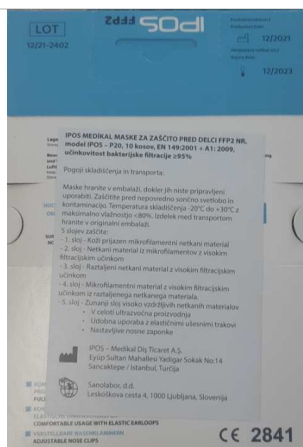 LOT
12/21-2402
IPOS
FFP2
12/2021
12/2023
IPOS MEDİKAL MASKE ZA ZAŠČITO PRED DELCI FFP2 NR,
model IPOS – P20, 10 kosov, EN 149:2001 + A1: 2009,
učinkovitost bakterijske filtracije ≥95%
Pogoji skladiščenja in transporta:
Maske hranite v embalaži, dokler jih niste pripravljeni
uporabiti. Zaščitite pred neposredno sončno svetlobo in
kontaminacijo. Temperatura skladiščenja -20°C do +30°C z
maksimalno vlažnostjo <80%. Izdelek med transportom
hranite v originalni embalaži.
5 slojev zaščite:
- 1. sloj - Koži prijazen mikrofilamentni netkani material
- 2. sloj - Netkani material iz mikrofilamentov z visokim
filtracijskim učinkom
- 3. sloj - Raztaljeni netkani material z visokim filtracijskim
učinkom
- 4. sloj - Mikrofilamentni material z visokim filtracijskim
učinkom iz raztaljenega netkanega materiala.
- 5. sloj - Zunanji sloj visoko vzdržljivih netkanih materialov
• V celoti ultrazvočna proizvodnja
• Udobna uporaba z elastičnimi ušesnimi trakovi
• Nastavljive nosne zaponke
IPOS – Medikal Diş Ticaret A.Ş.
Eyüp Sultan Mahallesi Yadigar Sokak No:14
Sancaktepe / Istanbul, Turčija
Sanolabor, d.d.
Leskoškova cesta 4, 1000 Ljubljana, Slovenija
COMFORTABLE USAGE WITH ELASTIC EARLOOPS
VERSTELLBARE NASENKLAMMERN
ADJUSTABLE NOSE CLIPS
CE 2841